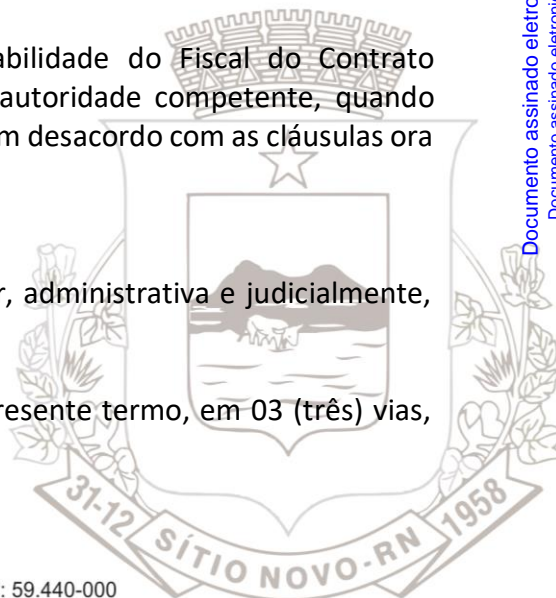 abilidade do Fiscal do Contrato
autoridade competente, quando
m desacordo com as cláusulas ora
r, administrativa e judicialmente,
resente termo, em 03 (três) vias,
31-12 SÍTIO NOVO-RN 1958
: 59.440-000
Documento assinado eletro
Documento assinado eletroni